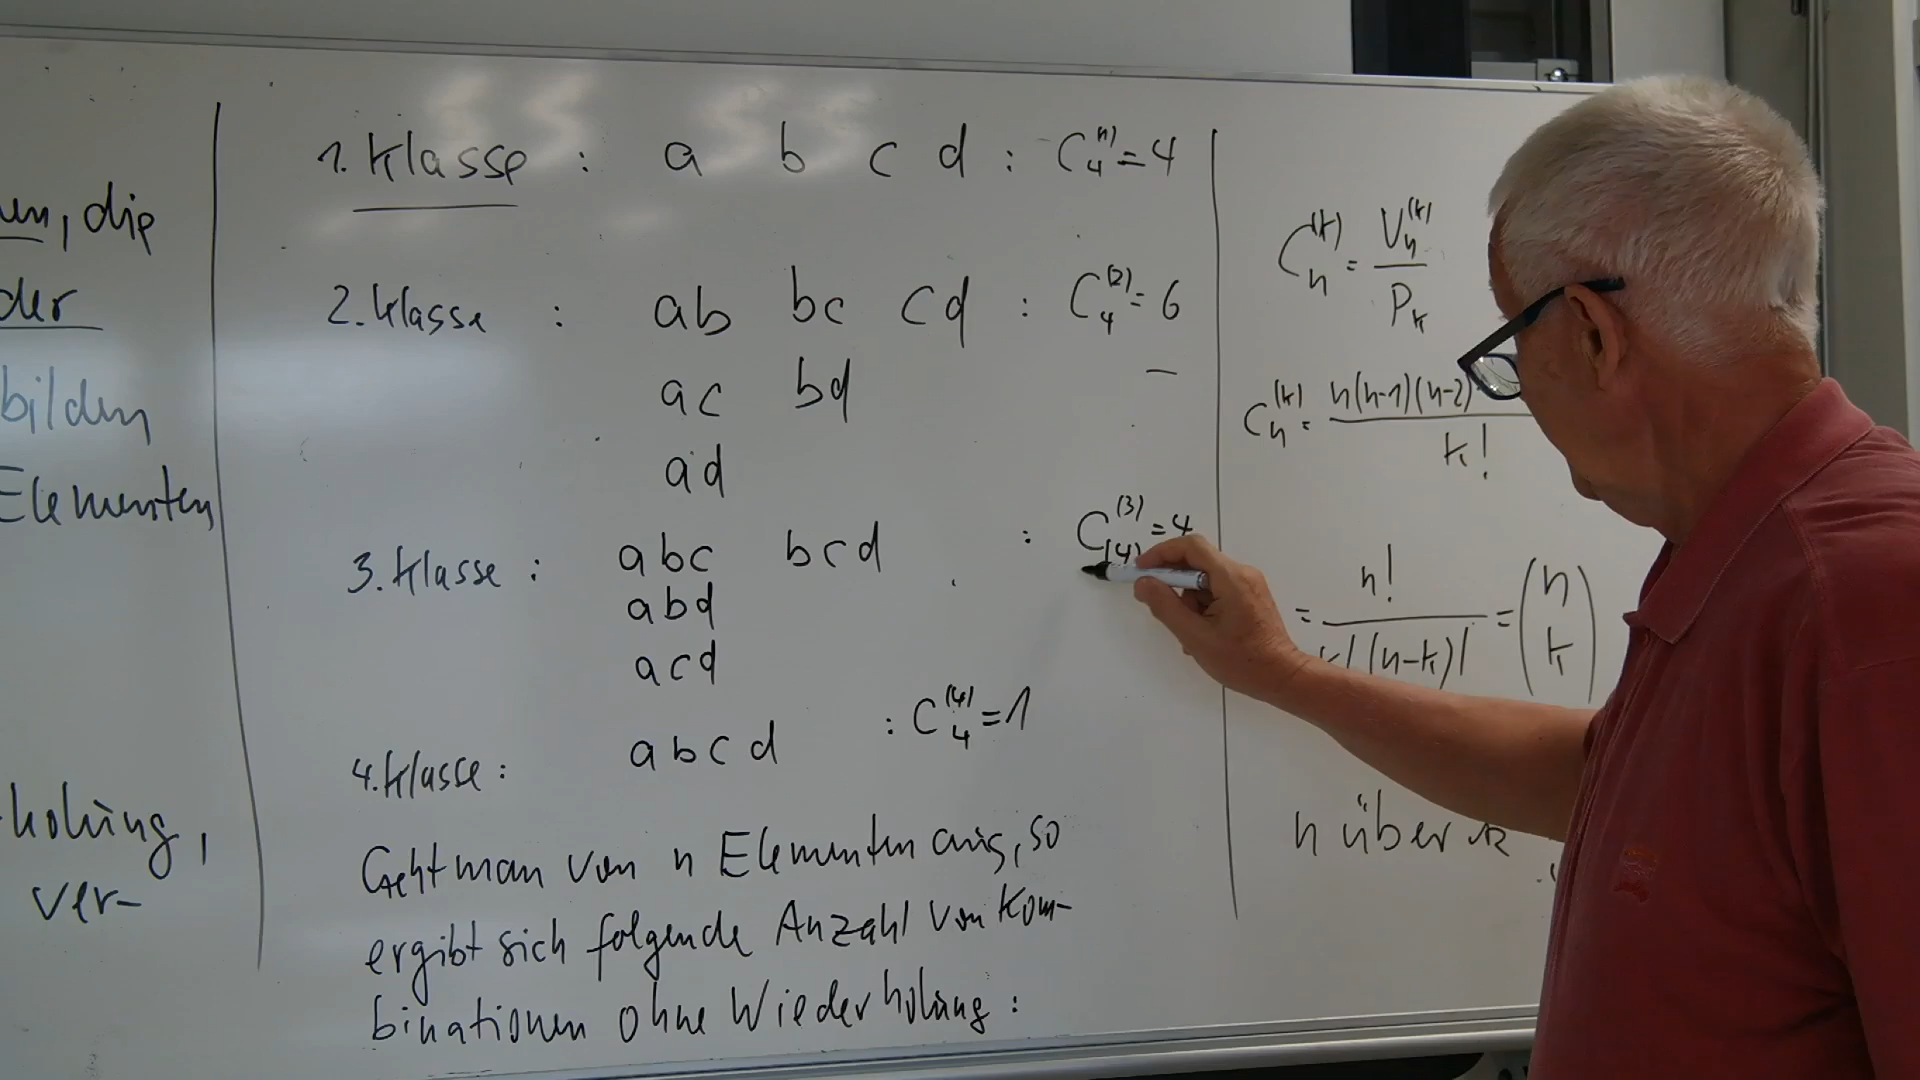 un, die
der
bilden
Elementen
holung,
ver-
1. Klasse : a b c d : C₄⁽¹⁾ = 4
2. Klasse : ab bc cd : C₄⁽²⁾ = 6
ac bd
ad
3. Klasse : abc bcd : C₍₄₎⁽³⁾ = 4
abd
acd
4. Klasse : abcd : C₄⁽⁴⁾ = 1
Geht man von n Elementen aus, so
ergibt sich folgende Anzahl von Kom-
binationen ohne Wiederholung :
Cₙ⁽ᵏ⁾ = Vₙ⁽ᵏ⁾ / Pₖ
Cₙ⁽ᵏ⁾ = n(n-1)(n-2) / k!
= n! / k!(n-k)! = (n k)
n über k